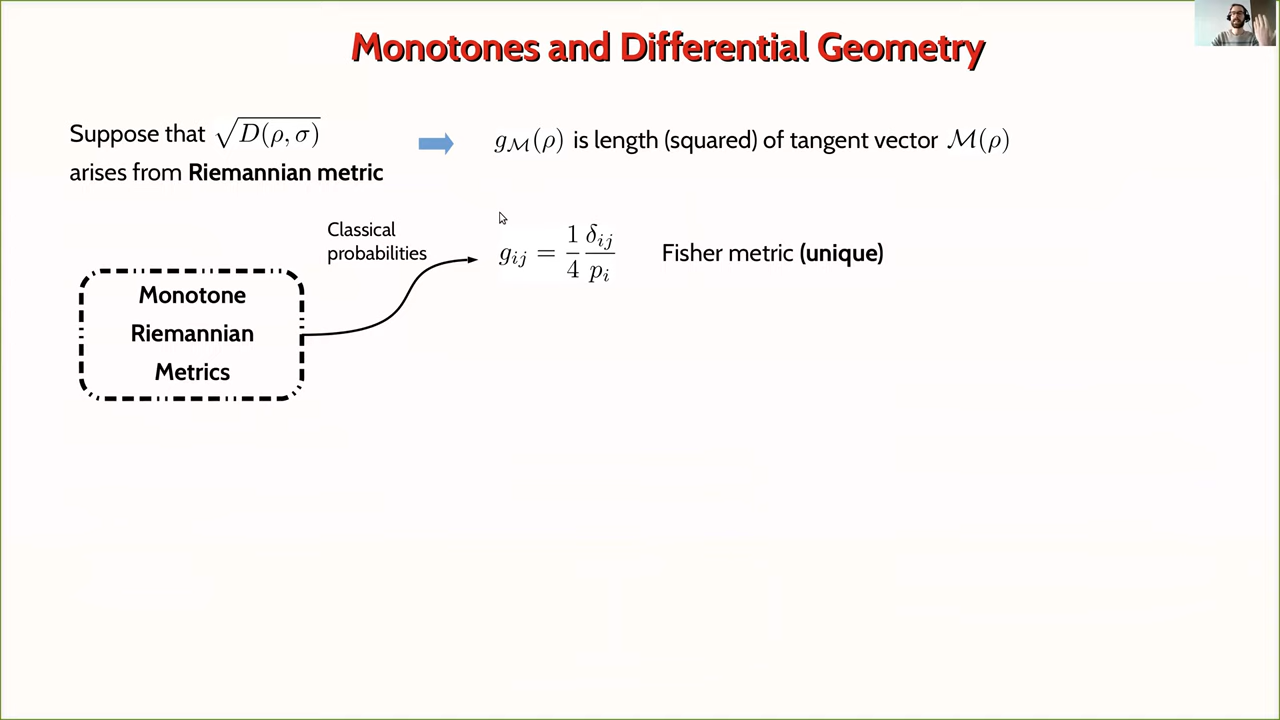 Monotones and Differential Geometry
Suppose that √D(ρ, σ)
arises from Riemannian metric
g_ℳ(ρ) is length (squared) of tangent vector ℳ(ρ)
Classical
probabilities
g_ij = 1/4 δ_ij/p_i
Fisher metric (unique)
Monotone
Riemannian
Metrics